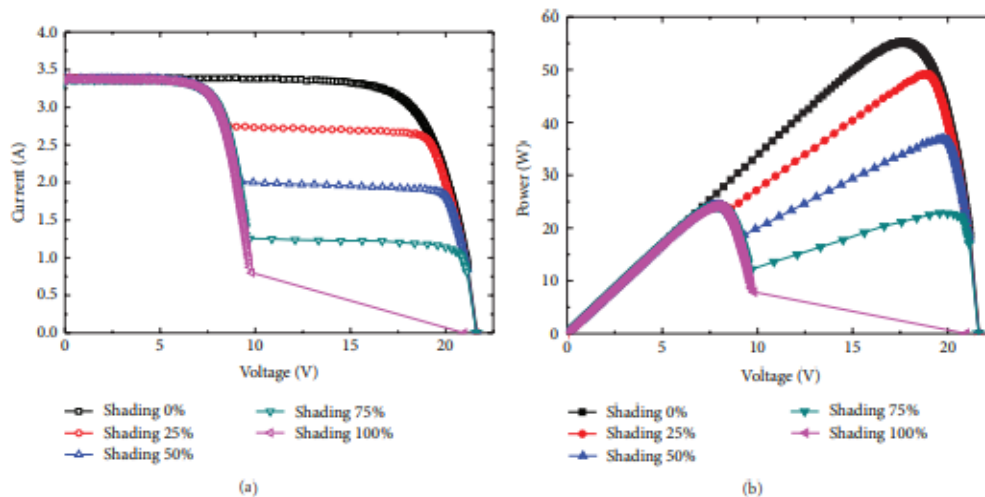 4.0
3.5
3.0
2.5
2.0
1.5
1.0
0.5
0.0
Current (A)
0 5 10 15 20
Voltage (V)
Shading 0%
Shading 25%
Shading 50%
Shading 75%
Shading 100%
(a)
60
50
40
30
20
10
0
Power (W)
0 5 10 15 20
Voltage (V)
Shading 0%
Shading 25%
Shading 50%
Shading 75%
Shading 100%
(b)